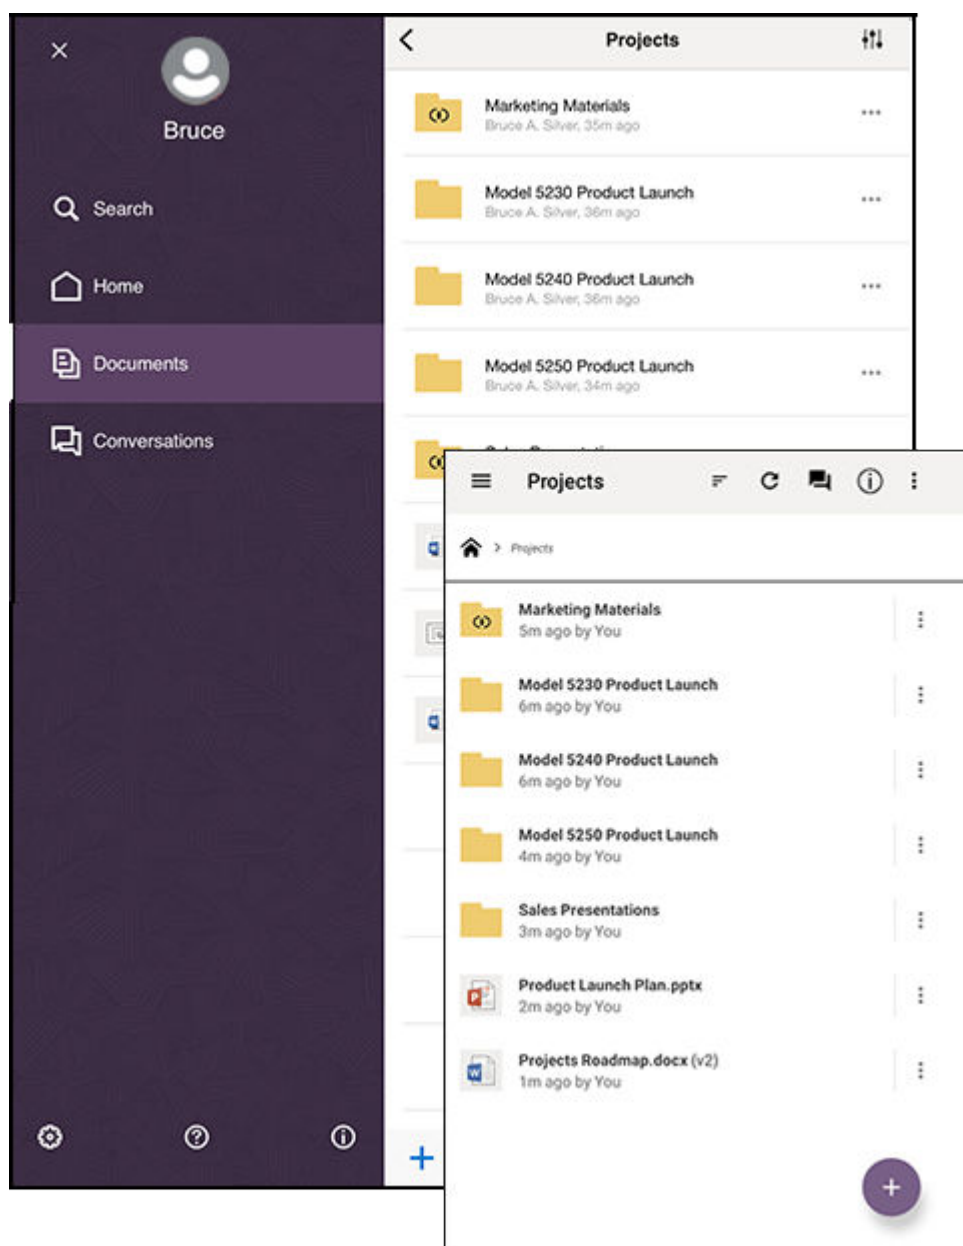 Bruce
Search
Home
Documents
Conversations
Projects
Marketing Materials
Bruce A. Silver, 35m ago
Model 5230 Product Launch
Bruce A. Silver, 36m ago
Model 5240 Product Launch
Bruce A. Silver, 36m ago
Model 5250 Product Launch
Bruce A. Silver, 34m ago
Projects
> Projects
Marketing Materials
5m ago by You
Model 5230 Product Launch
6m ago by You
Model 5240 Product Launch
6m ago by You
Model 5250 Product Launch
4m ago by You
Sales Presentations
3m ago by You
Product Launch Plan.pptx
2m ago by You
Projects Roadmap.docx (v2)
1m ago by You